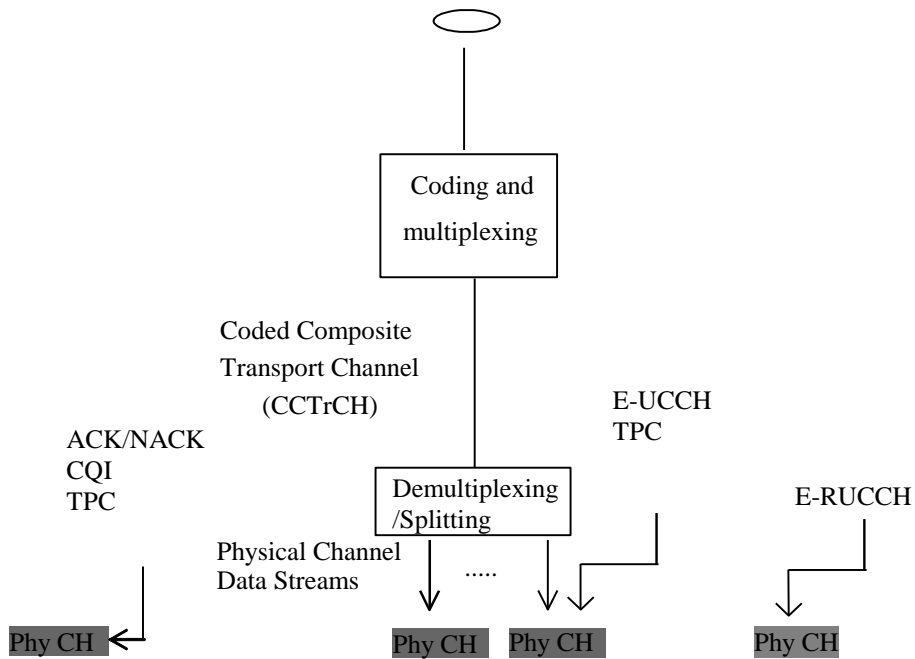 Coding and
multiplexing
Coded Composite
Transport Channel
(CCTrCH)
E-UCCH
TPC
ACK/NACK
CQI
TPC
Demultiplexing
/Splitting
E-RUCCH
Physical Channel
Data Streams
.....
Phy CH
Phy CH
Phy CH
Phy CH